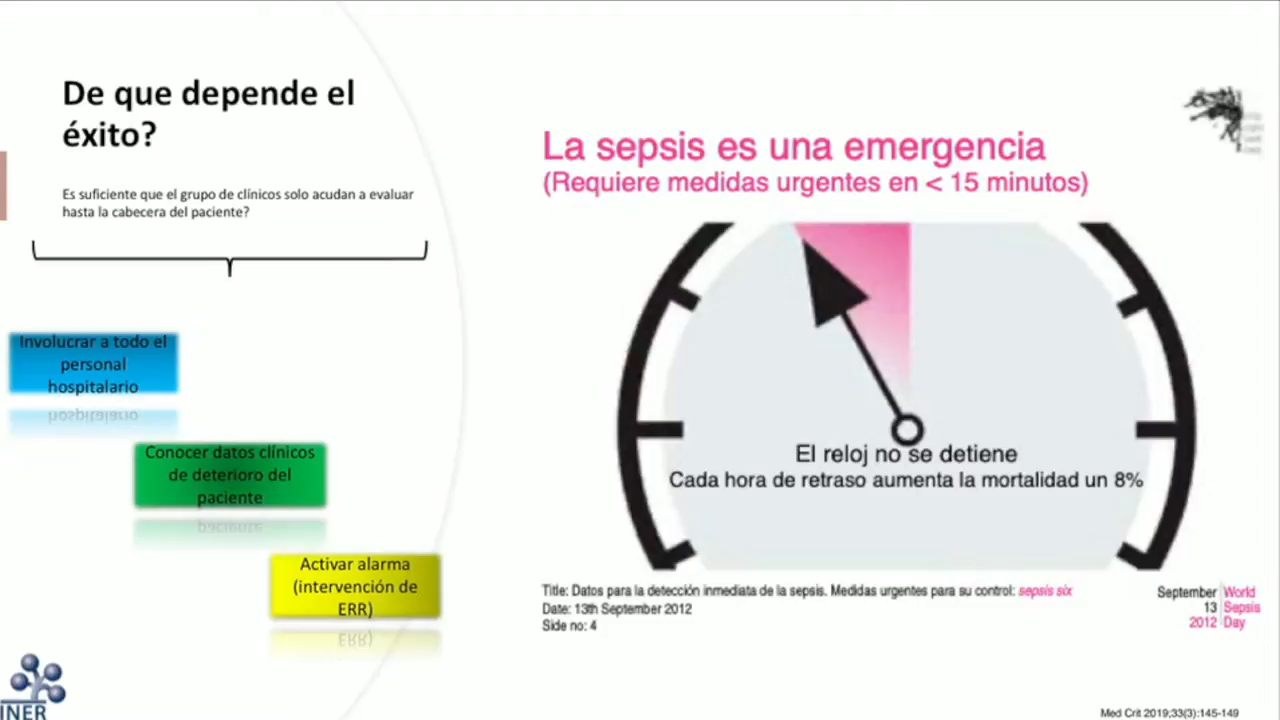 De que depende el
éxito?
Es suficiente que el grupo de clínicos solo acudan a evaluar
hasta la cabecera del paciente?
Involucrar a todo el
personal
hospitalario
Conocer datos clínicos
de deterioro del
paciente
Activar alarma
(intervención de
ERR)
INER
La sepsis es una emergencia
(Requiere medidas urgentes en < 15 minutos)
El reloj no se detiene
Cada hora de retraso aumenta la mortalidad un 8%
Title: Datos para la detección inmediata de la sepsis. Medidas urgentes para su control: sepsis six
Date: 13th September 2012
Side no: 4
September World
13 Sepsis
2012 Day
Med Crit 2019;33(3):145-149